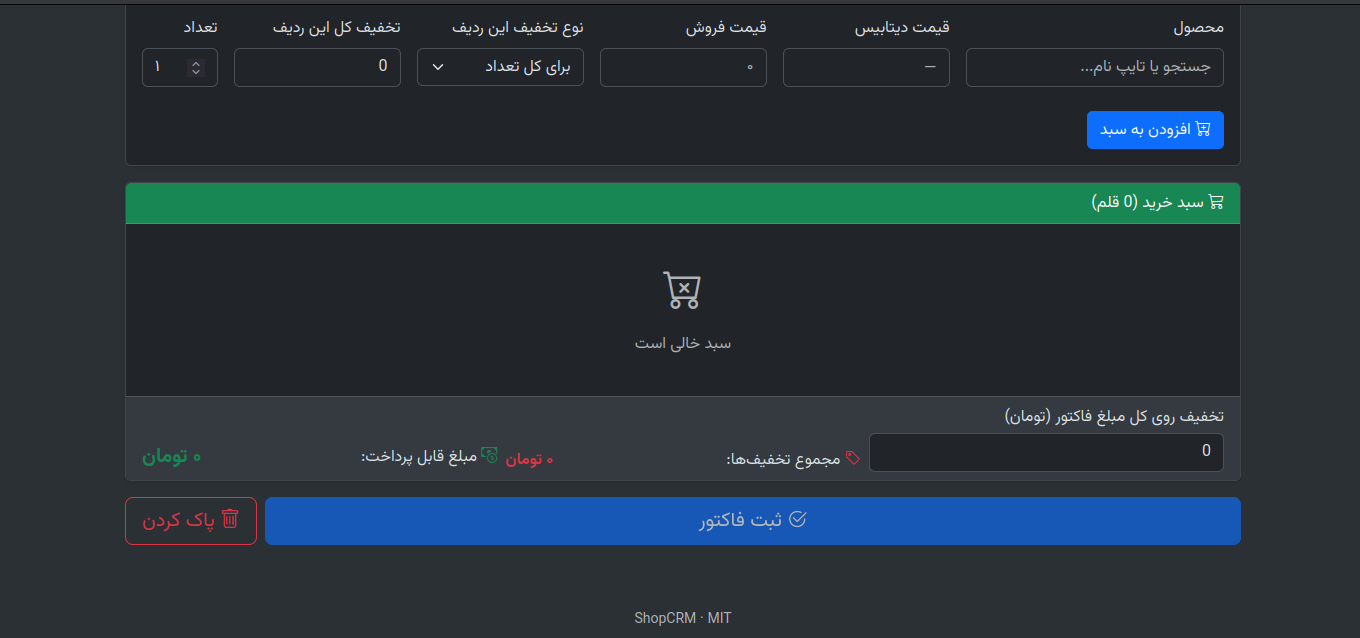 محصول
قیمت دیتابیس
قیمت فروش
نوع تخفیف این ردیف
تخفیف کل این ردیف
تعداد
جستجو یا تایپ نام...
—
۰
برای کل تعداد
0
۱
افزودن به سبد
سبد خرید (0 قلم)
سبد خالی است
تخفیف روی کل مبلغ فاکتور (تومان)
0
مجموع تخفیف‌ها:
۰ تومان
مبلغ قابل پرداخت:
۰ تومان
ثبت فاکتور
پاک کردن
ShopCRM · MIT